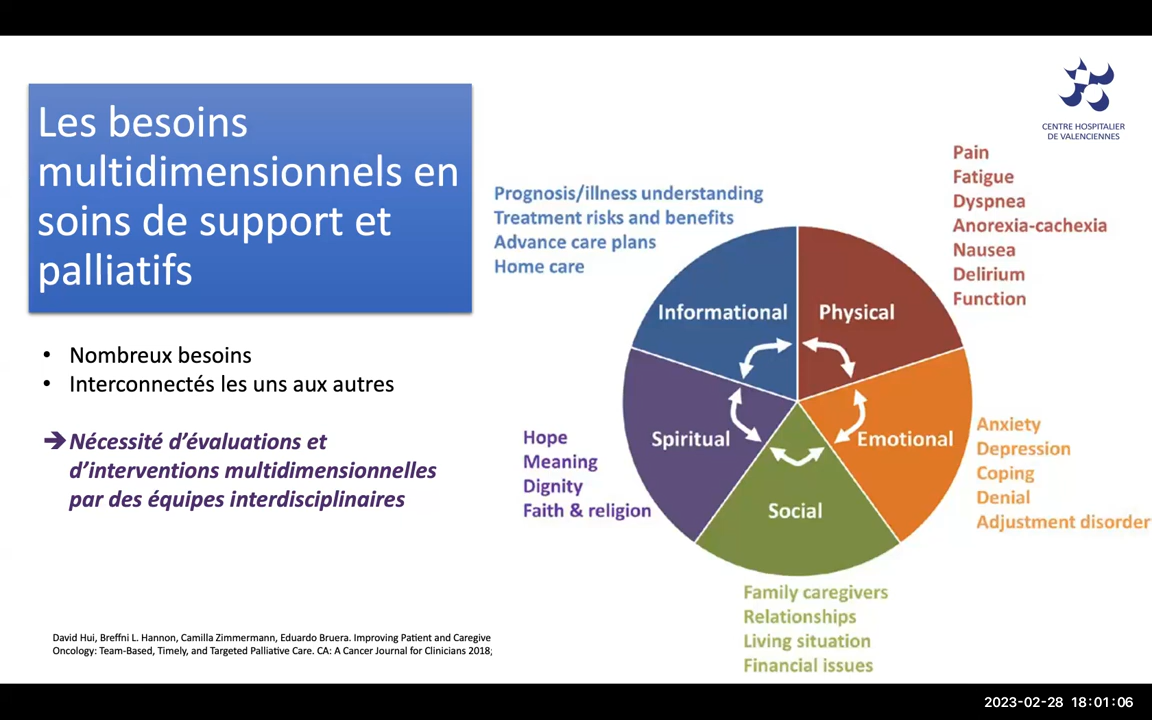 Les besoins
multidimensionnels en
soins de support et
palliatifs
• Nombreux besoins
• Interconnectés les uns aux autres
➔ Nécessité d’évaluations et
d’interventions multidimensionnelles
par des équipes interdisciplinaires
David Hui, Breffni L. Hannon, Camilla Zimmermann, Eduardo Bruera. Improving Patient and Caregive
Oncology: Team-Based, Timely, and Targeted Palliative Care. CA: A Cancer Journal for Clinicians 2018;
CENTRE HOSPITALIER
DE VALENCIENNES
Prognosis/illness understanding
Treatment risks and benefits
Advance care plans
Home care
Informational
Physical
Pain
Fatigue
Dyspnea
Anorexia-cachexia
Nausea
Delirium
Function
Spiritual
Hope
Meaning
Dignity
Faith & religion
Emotional
Anxiety
Depression
Coping
Denial
Adjustment disorder
Social
Family caregivers
Relationships
Living situation
Financial issues
2023-02-28 18:01:06